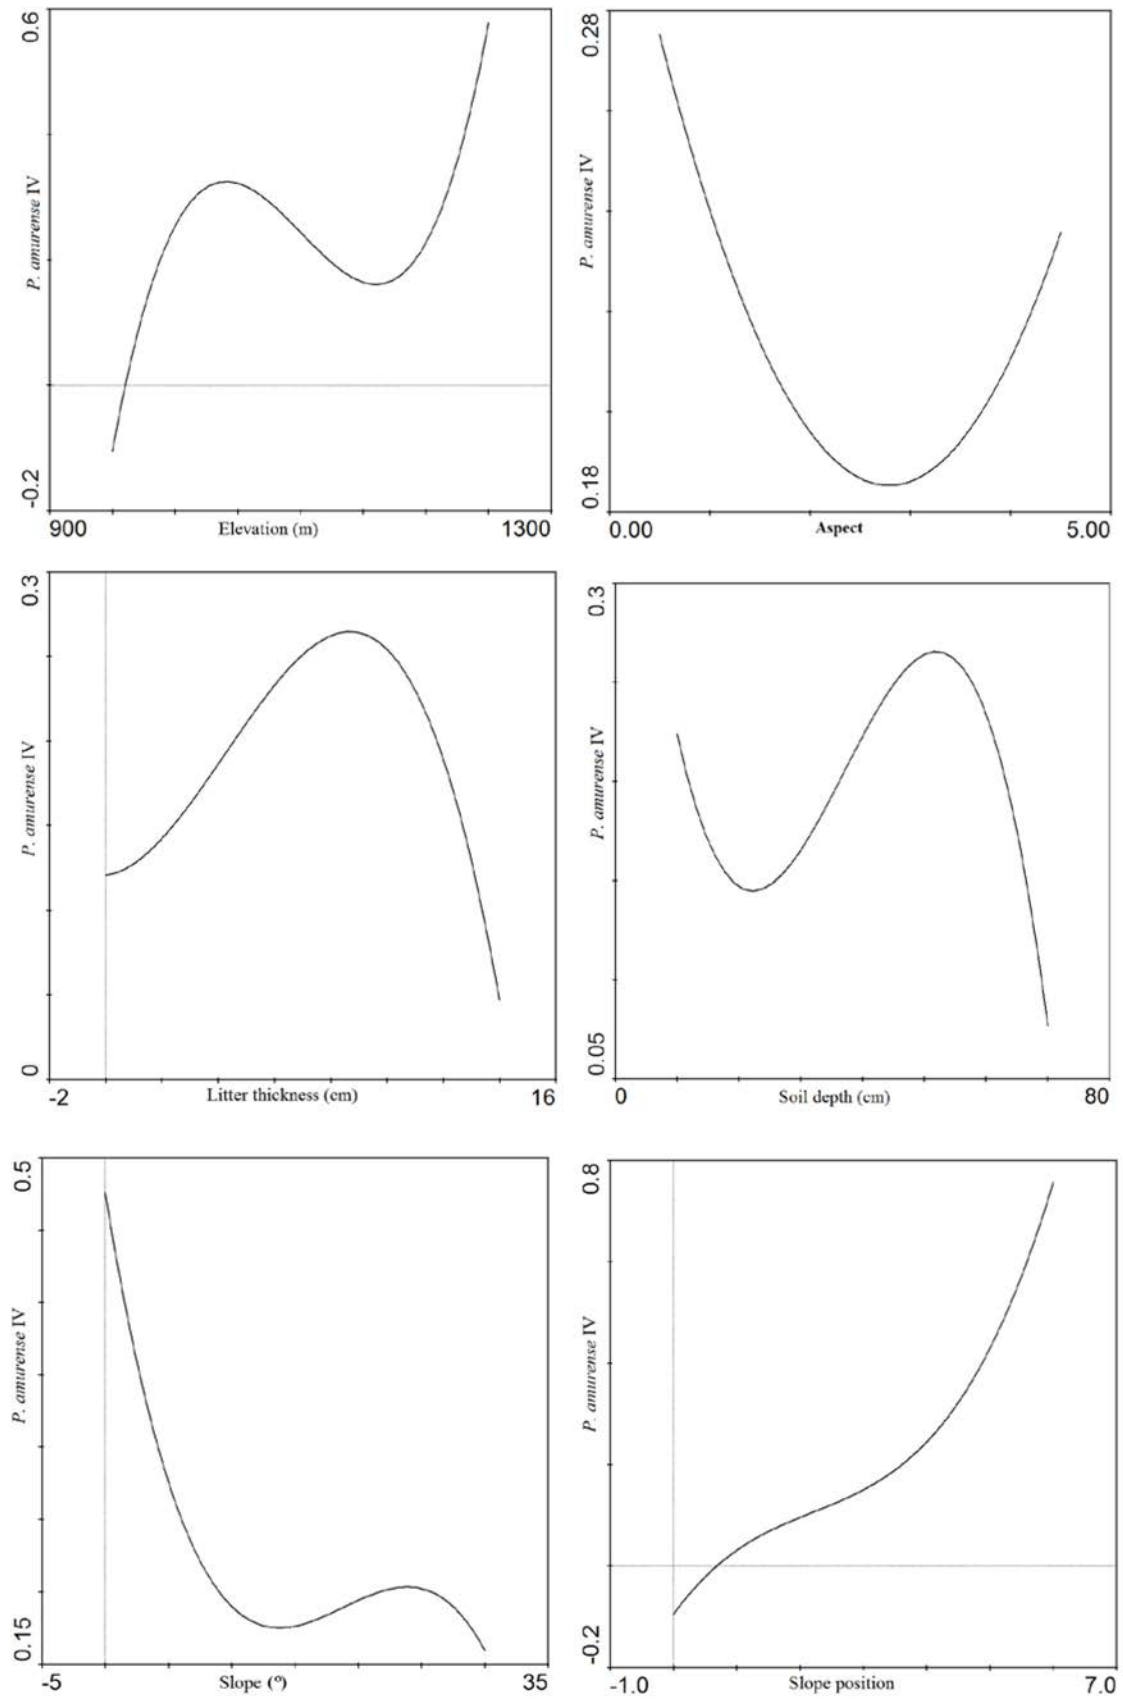 0.6
P. amurense IV
-0.2
900
Elevation (m)
1300
0.28
P. amurense IV
0.18
0.00
Aspect
5.00
0.3
P. amurense IV
0
-2
Litter thickness (cm)
16
0.3
P. amurense IV
0.05
0
Soil depth (cm)
80
0.5
P. amurense IV
0.15
-5
Slope (º)
35
0.8
P. amurense IV
-0.2
-1.0
Slope position
7.0